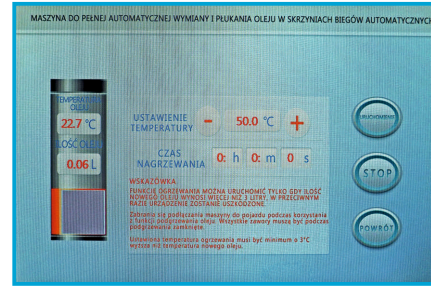 MASZYNA DO PEŁNEJ AUTOMATYCZNEJ WYMIANY I PŁUKANIA OLEJU W SKRZYNIACH BIEGÓW AUTOMATYCZNYCH
TEMPERATURA
OLEJU
22.7 °C
ILOŚĆ OLEJU
0.06 L
USTAWIENIE
TEMPERATURY
- 50.0 °C +
CZAS
NAGRZEWANIA
0: h 0: m 0 s
WSKAZÓWKA:
FUNKCJĘ OGRZEWANIA MOŻNA URUCHOMIĆ TYLKO GDY ILOŚĆ
NOWEGO OLEJU WYNOSI WIĘCEJ NIŻ 3 LITRY, W PRZECIWNYM
RAZIE URZĄDZENIE ZOSTANIE USZKODZONE.
Zabrania się podłączania maszyny do pojazdu podczas korzystania
z funkcji podgrzewania oleju. Wszystkie zawory muszą być podczas
podgrzewania zamknięte.
Ustawiona temperatura ogrzewania musi być minimum o 3°C
wyższa niż temperatura nowego oleju.
URUCHOMIENIE
STOP
POWRÓT